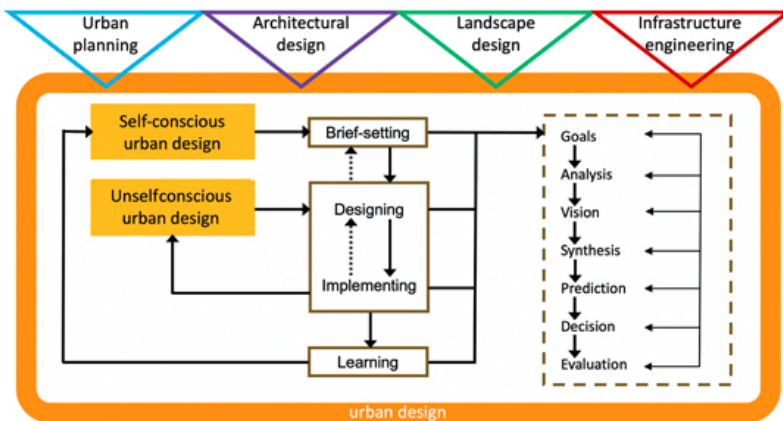 Urban
planning
Architectural
design
Landscape
design
Infrastructure
engineering
Self-conscious
urban design
Brief-setting
Unselfconscious
urban design
Designing
Implementing
Learning
Goals
Analysis
Vision
Synthesis
Prediction
Decision
Evaluation
urban design